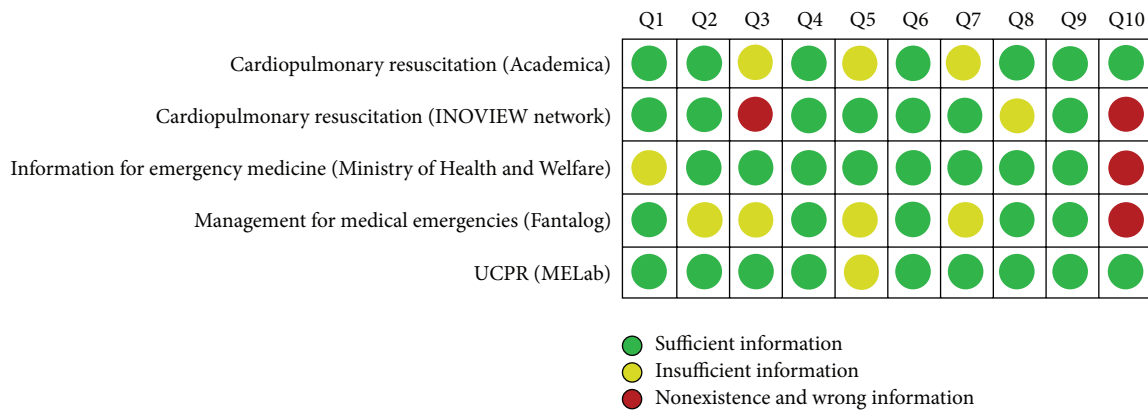 Q1 Q2 Q3 Q4 Q5 Q6 Q7 Q8 Q9 Q10
Cardiopulmonary resuscitation (Academica)
Cardiopulmonary resuscitation (INOVIEW network)
Information for emergency medicine (Ministry of Health and Welfare)
Management for medical emergencies (Fantalog)
UCPR (MELab)
Sufficient information
Insufficient information
Nonexistence and wrong information